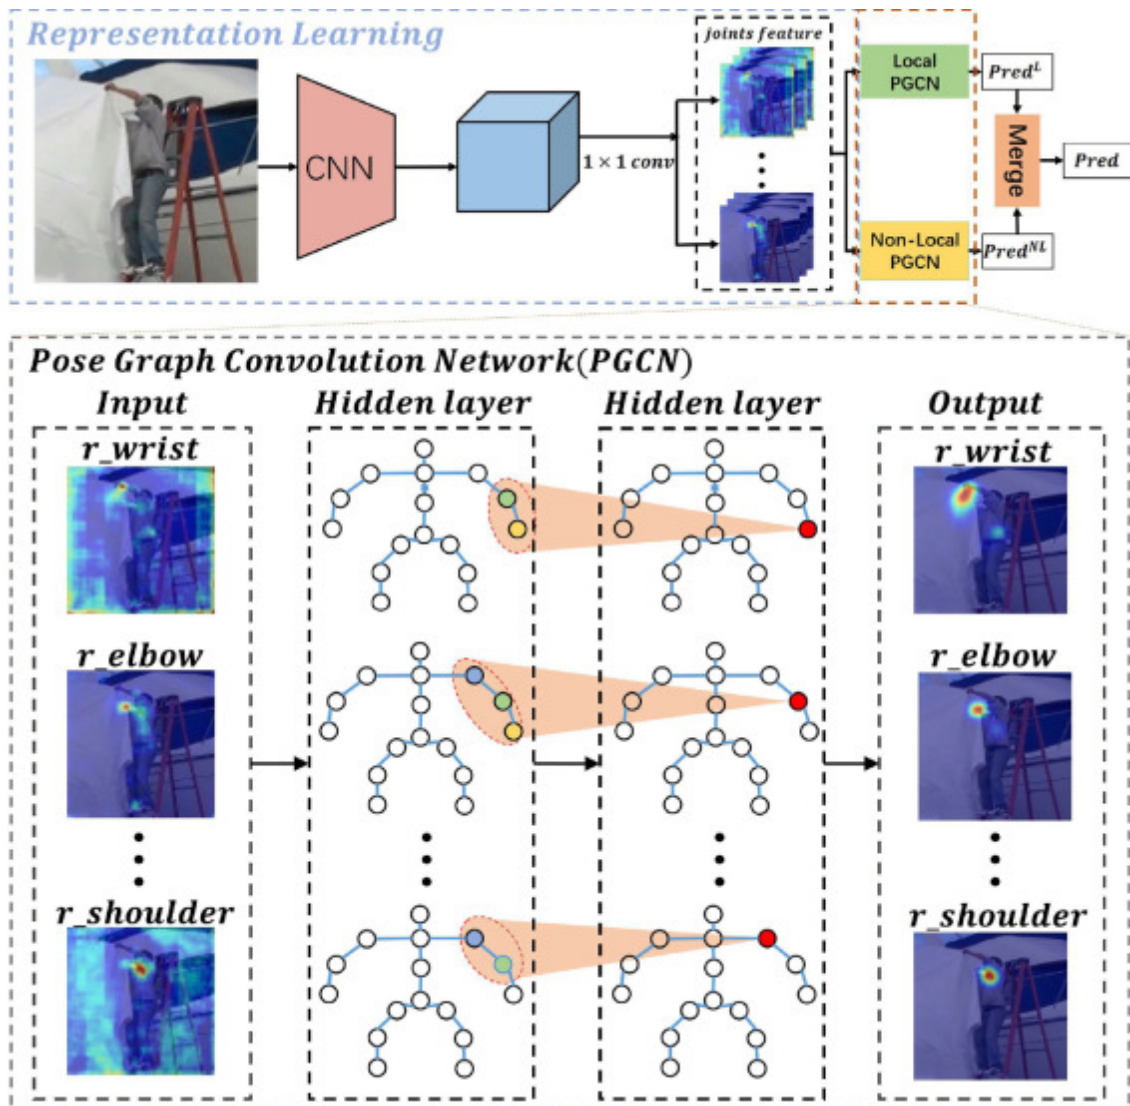 Representation Learning
joints feature
CNN
1 × 1 conv
Local
PGCN
Pred^L
Merge
Pred
Non-Local
PGCN
Pred^NL
Pose Graph Convolution Network(PGCN)
Input
Hidden layer
Hidden layer
Output
r_wrist
r_wrist
r_elbow
r_elbow
r_shoulder
r_shoulder